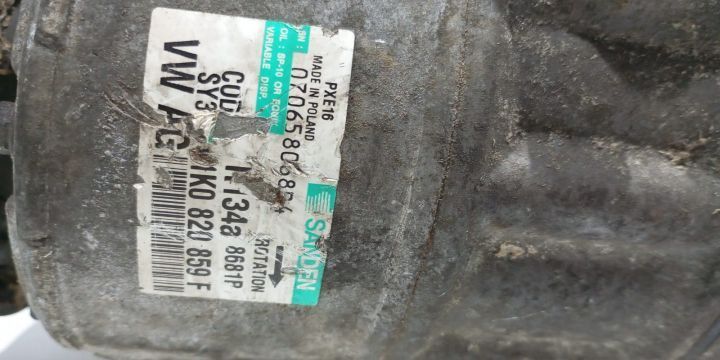 SANDEN
PXE16
MADE IN POLAND
SN: 0706580
OIL: SP-10 OR
VARIABLE DISP.
ROTATION
R134a 8681P
VW AG 1K0 820 859 F